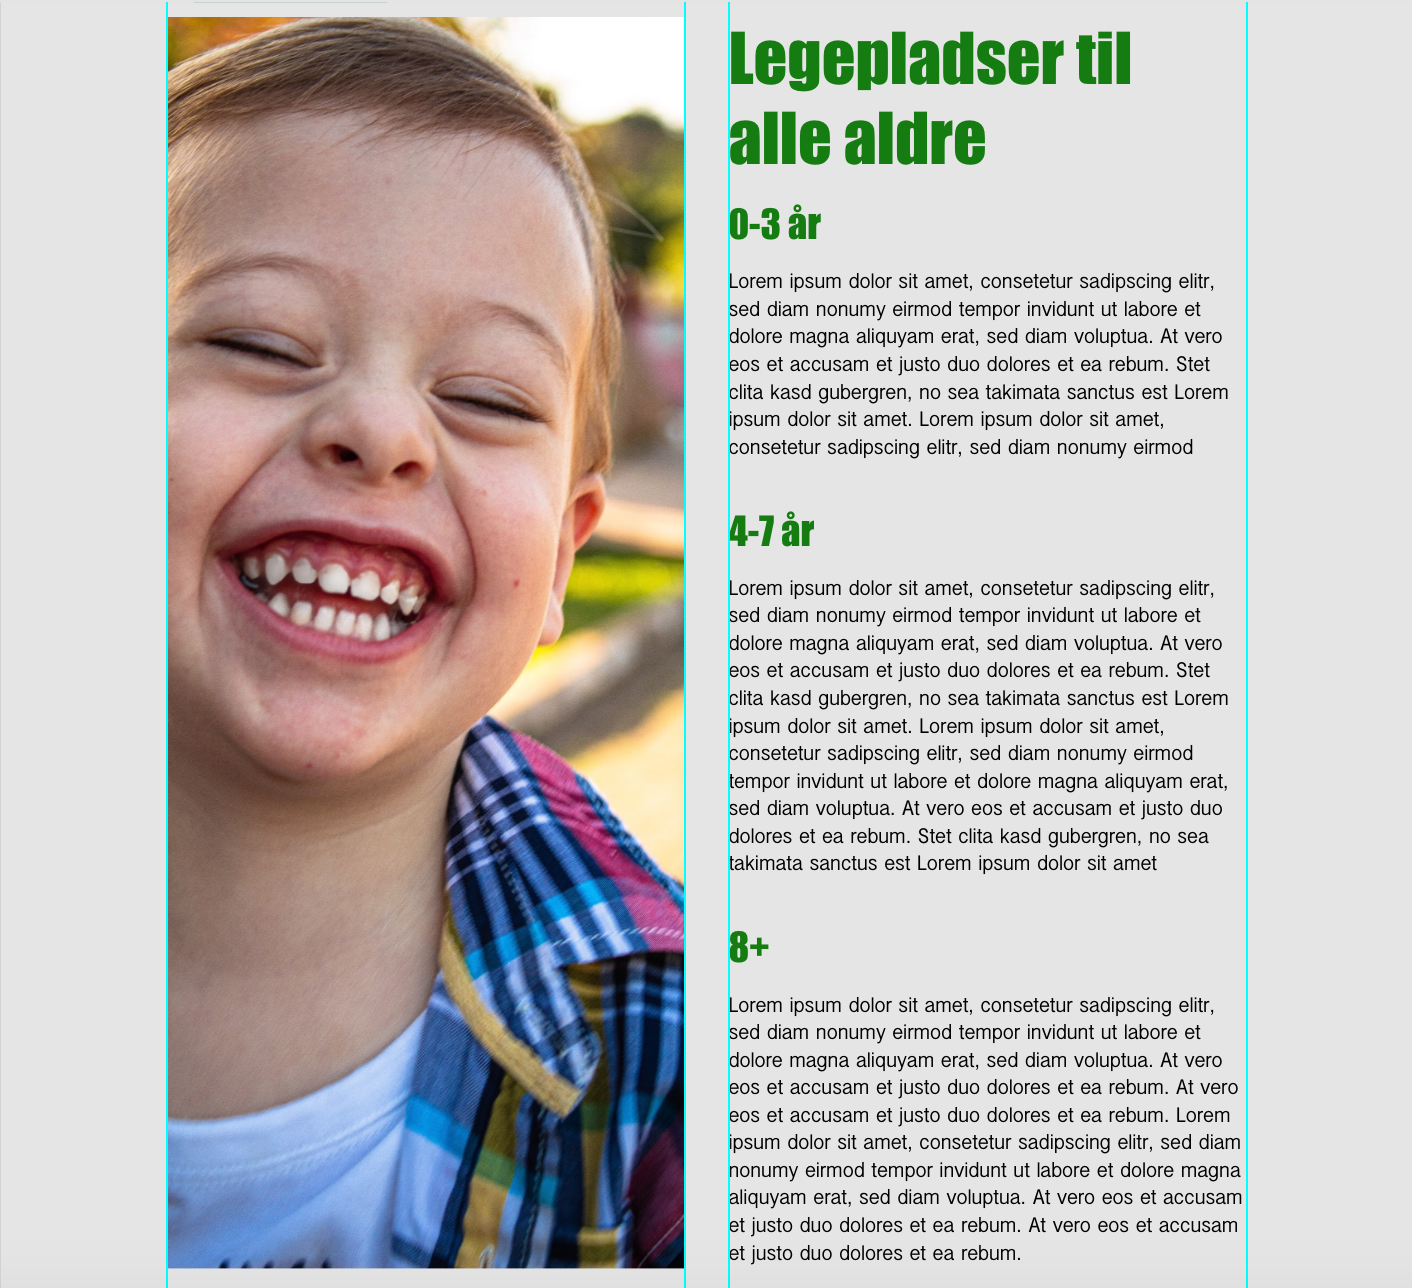 Legepladser til
alle aldre
0-3 år
Lorem ipsum dolor sit amet, consetetur sadipscing elitr,
sed diam nonumy eirmod tempor invidunt ut labore et
dolore magna aliquyam erat, sed diam voluptua. At vero
eos et accusam et justo duo dolores et ea rebum. Stet
clita kasd gubergren, no sea takimata sanctus est Lorem
ipsum dolor sit amet. Lorem ipsum dolor sit amet,
consetetur sadipscing elitr, sed diam nonumy eirmod
4-7 år
Lorem ipsum dolor sit amet, consetetur sadipscing elitr,
sed diam nonumy eirmod tempor invidunt ut labore et
dolore magna aliquyam erat, sed diam voluptua. At vero
eos et accusam et justo duo dolores et ea rebum. Stet
clita kasd gubergren, no sea takimata sanctus est Lorem
ipsum dolor sit amet. Lorem ipsum dolor sit amet,
consetetur sadipscing elitr, sed diam nonumy eirmod
tempor invidunt ut labore et dolore magna aliquyam erat,
sed diam voluptua. At vero eos et accusam et justo duo
dolores et ea rebum. Stet clita kasd gubergren, no sea
takimata sanctus est Lorem ipsum dolor sit amet
8+
Lorem ipsum dolor sit amet, consetetur sadipscing elitr,
sed diam nonumy eirmod tempor invidunt ut labore et
dolore magna aliquyam erat, sed diam voluptua. At vero
eos et accusam et justo duo dolores et ea rebum. At vero
eos et accusam et justo duo dolores et ea rebum. Lorem
ipsum dolor sit amet, consetetur sadipscing elitr, sed diam
nonumy eirmod tempor invidunt ut labore et dolore magna
aliquyam erat, sed diam voluptua. At vero eos et accusam
et justo duo dolores et ea rebum. At vero eos et accusam
et justo duo dolores et ea rebum.